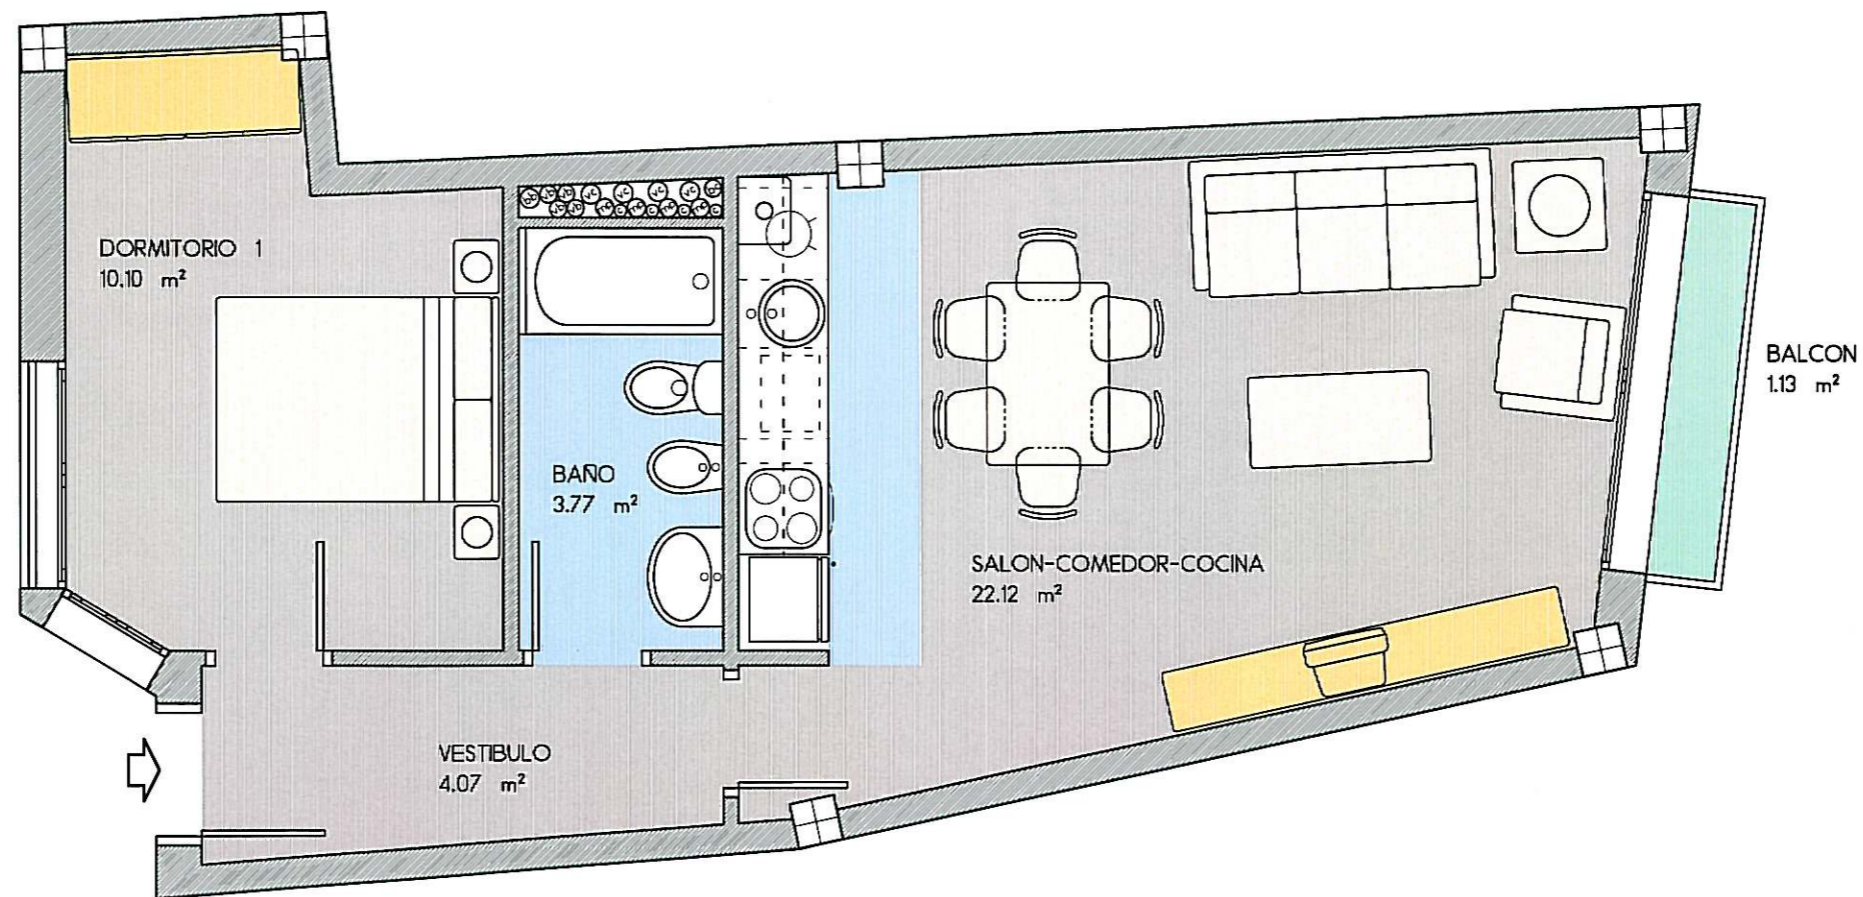 DORMITORIO 1
10.10 m²
BAÑO
3.77 m²
SALON-COMEDOR-COCINA
22.12 m²
BALCON
1.13 m²
VESTIBULO
4.07 m²